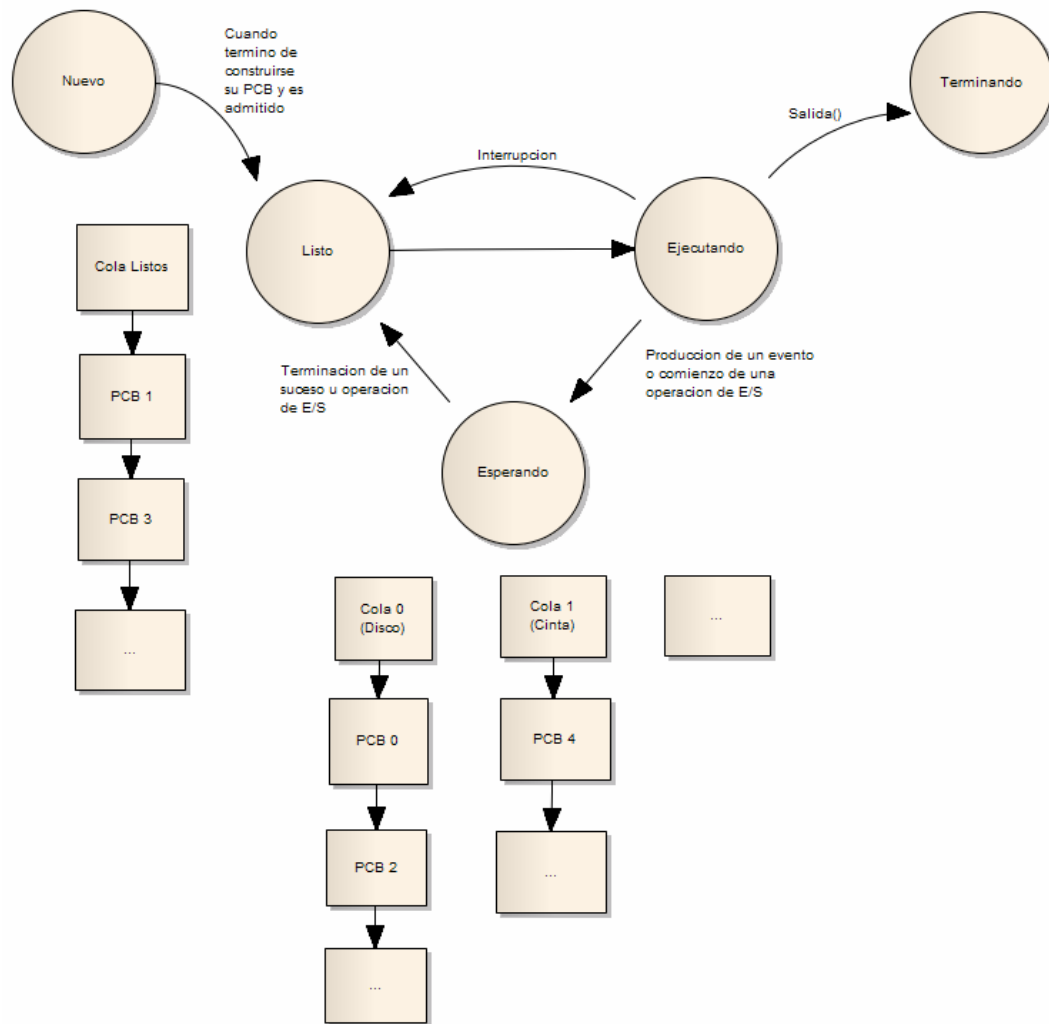 Cuando
termino de
construirse
su PCB y es
admitido
Nuevo
Terminando
Salida()
Interrupcion
Listo
Ejecutando
Cola Listos
Terminacion de un
suceso u operacion
de E/S
Produccion de un evento
o comienzo de una
operacion de E/S
PCB 1
Esperando
PCB 3
...
Cola 0
(Disco)
Cola 1
(Cinta)
...
PCB 0
PCB 4
PCB 2
...
...